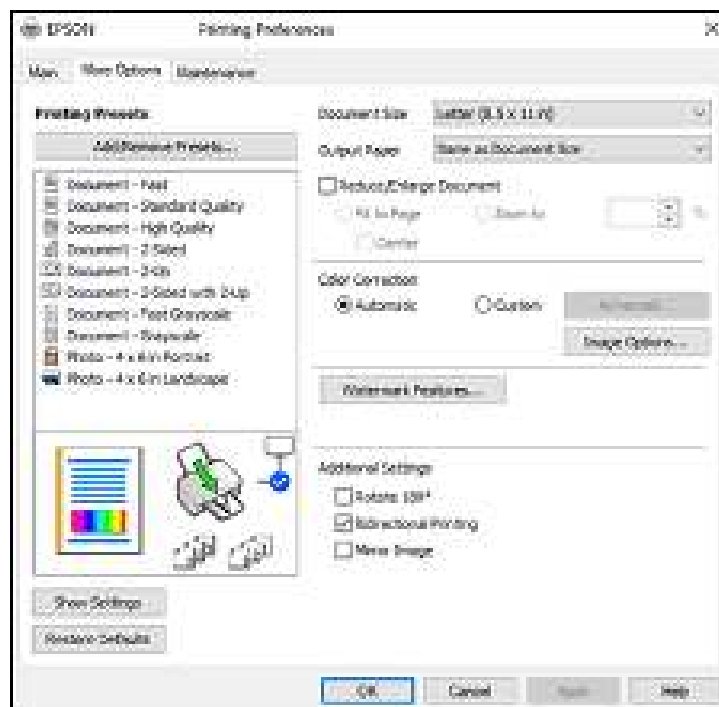 EPSON Printing Preferences
Main More Options Maintenance
Printing Presets
Add/Remove Presets...
Document - Fast
Document - Standard Quality
Document - High Quality
Document - 2-Sided
Document - 2-Up
Document - 2-Sided with 2-Up
Document - Fast Grayscale
Document - Grayscale
Photo - 4 x 6 in Portrait
Photo - 4 x 6 in Landscape
Show Settings
Restore Defaults
Document Size Letter (8.5 x 11 in)
Output Paper Same as Document Size
Reduce/Enlarge Document
Fit to Page Zoom to %
Center
Color Correction
Automatic Custom Advanced...
Image Options...
Watermark Features...
Additional Settings
Rotate 180°
Bidirectional Printing
Mirror Image
OK Cancel Apply Help